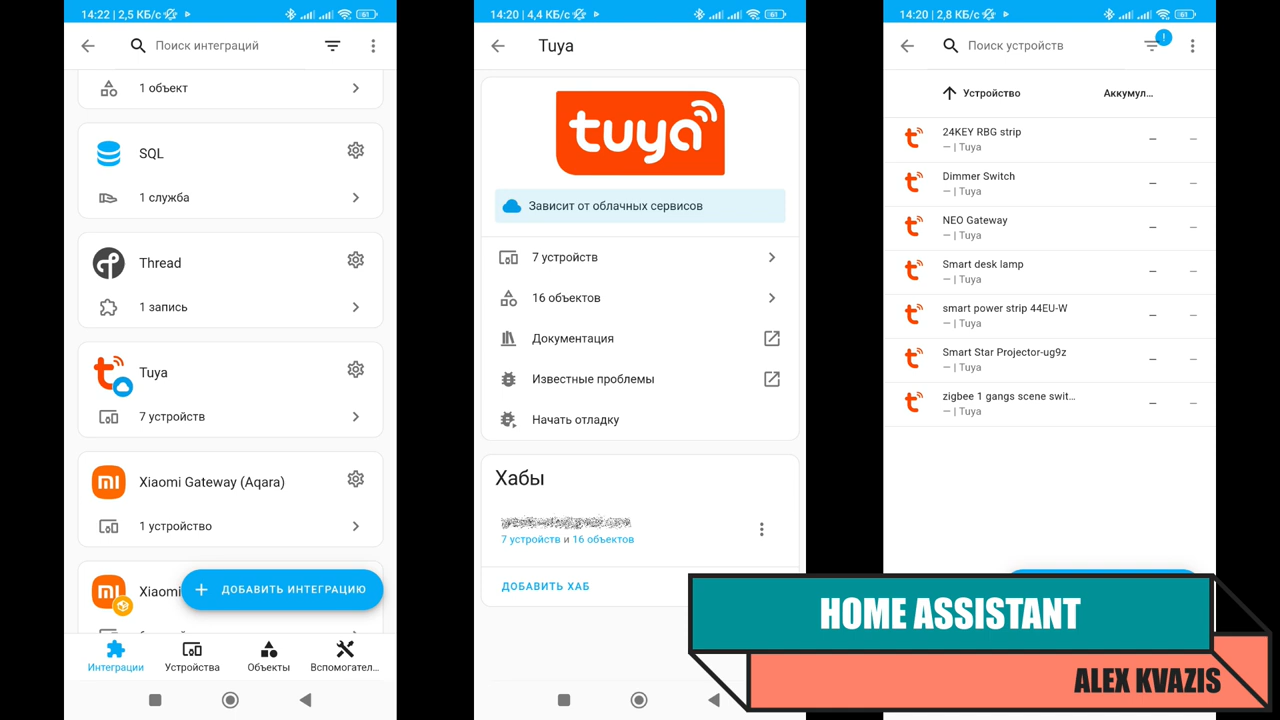 14:22 | 2,5 КБ/с
61
Поиск интеграций
1 объект
SQL
1 служба
Thread
1 запись
Tuya
7 устройств
Xiaomi Gateway (Aqara)
1 устройство
Xiaomi
ДОБАВИТЬ ИНТЕГРАЦИЮ
Интеграции
Устройства
Объекты
Вспомогател...
14:20 | 4,4 КБ/с
61
Tuya
tuya
Зависит от облачных сервисов
7 устройств
16 объектов
Документация
Известные проблемы
Начать отладку
Хабы
7 устройств и 16 объектов
ДОБАВИТЬ ХАБ
14:20 | 2,8 КБ/с
61
Поиск устройств
!
Устройство Аккумул...
24KEY RBG strip
— | Tuya
– –
Dimmer Switch
— | Tuya
– –
NEO Gateway
— | Tuya
– –
Smart desk lamp
— | Tuya
– –
smart power strip 44EU-W
— | Tuya
– –
Smart Star Projector-ug9z
— | Tuya
– –
zigbee 1 gangs scene swit...
— | Tuya
– –
HOME ASSISTANT
ALEX KVAZIS